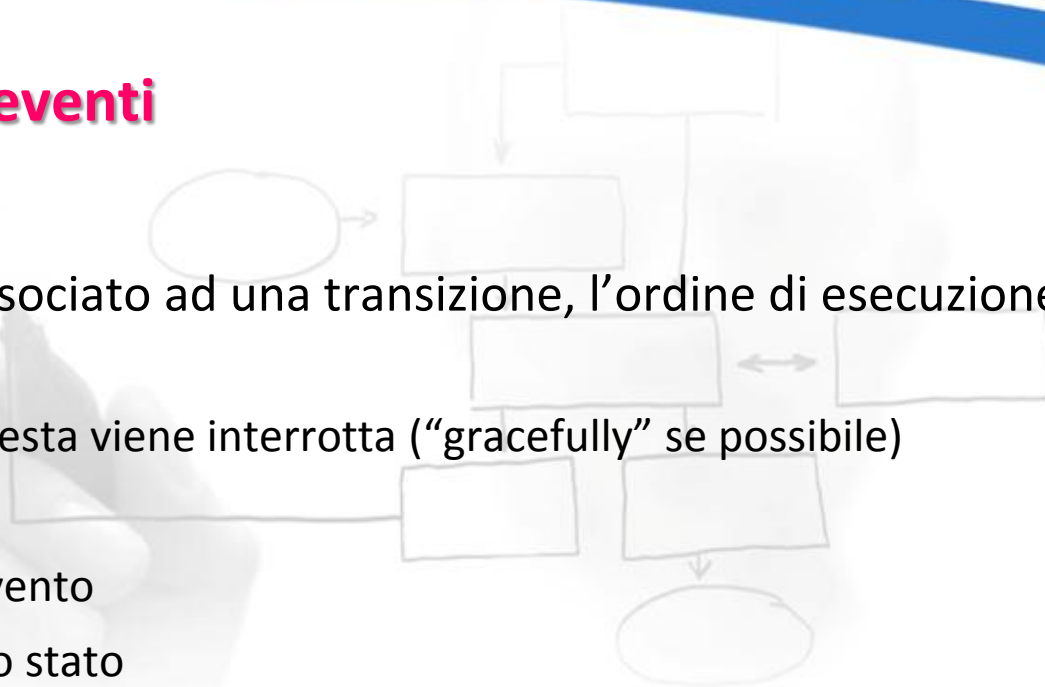 eventi
sociato ad una transizione, l’ordine di esecuzione
esta viene interrotta (“gracefully” se possibile)
vento
o stato